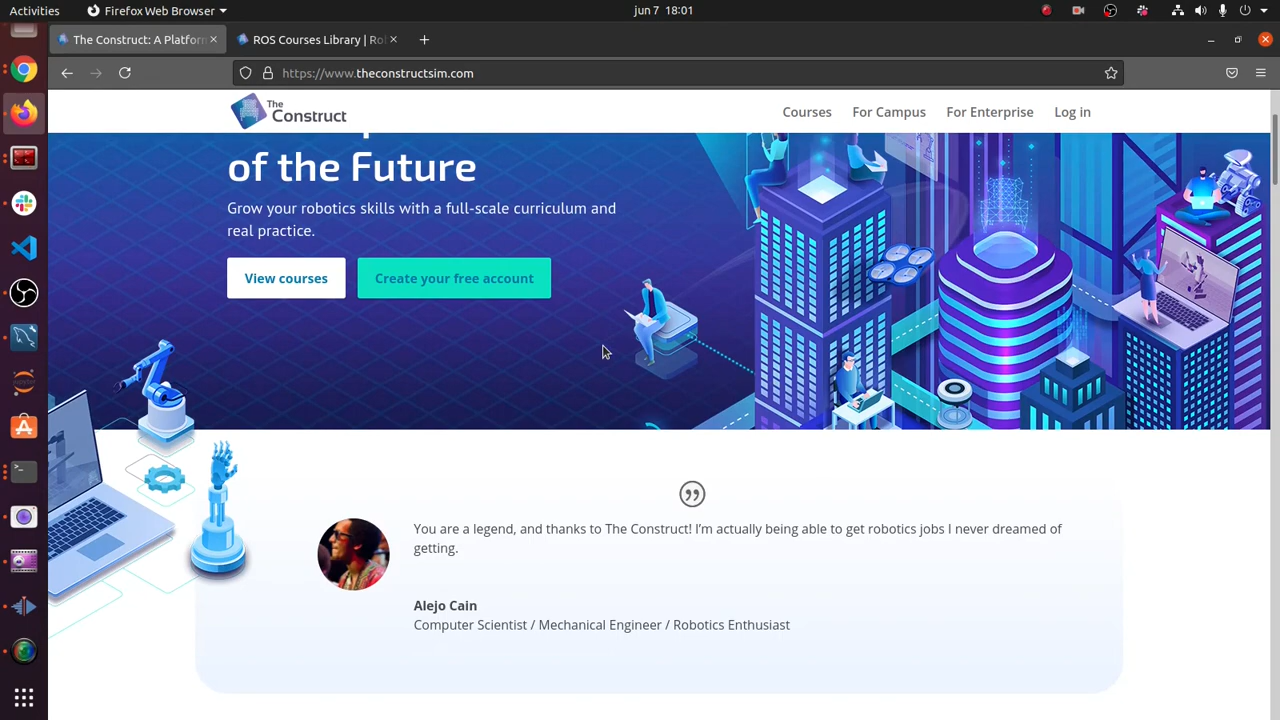 Activities
Firefox Web Browser
jun 7 18:01
The Construct: A Platfor
ROS Courses Library | Ro
https://www.theconstructsim.com
The Construct
Courses
For Campus
For Enterprise
Log in
of the Future
Grow your robotics skills with a full-scale curriculum and
real practice.
View courses
Create your free account
You are a legend, and thanks to The Construct! I'm actually being able to get robotics jobs I never dreamed of
getting.
Alejo Cain
Computer Scientist / Mechanical Engineer / Robotics Enthusiast